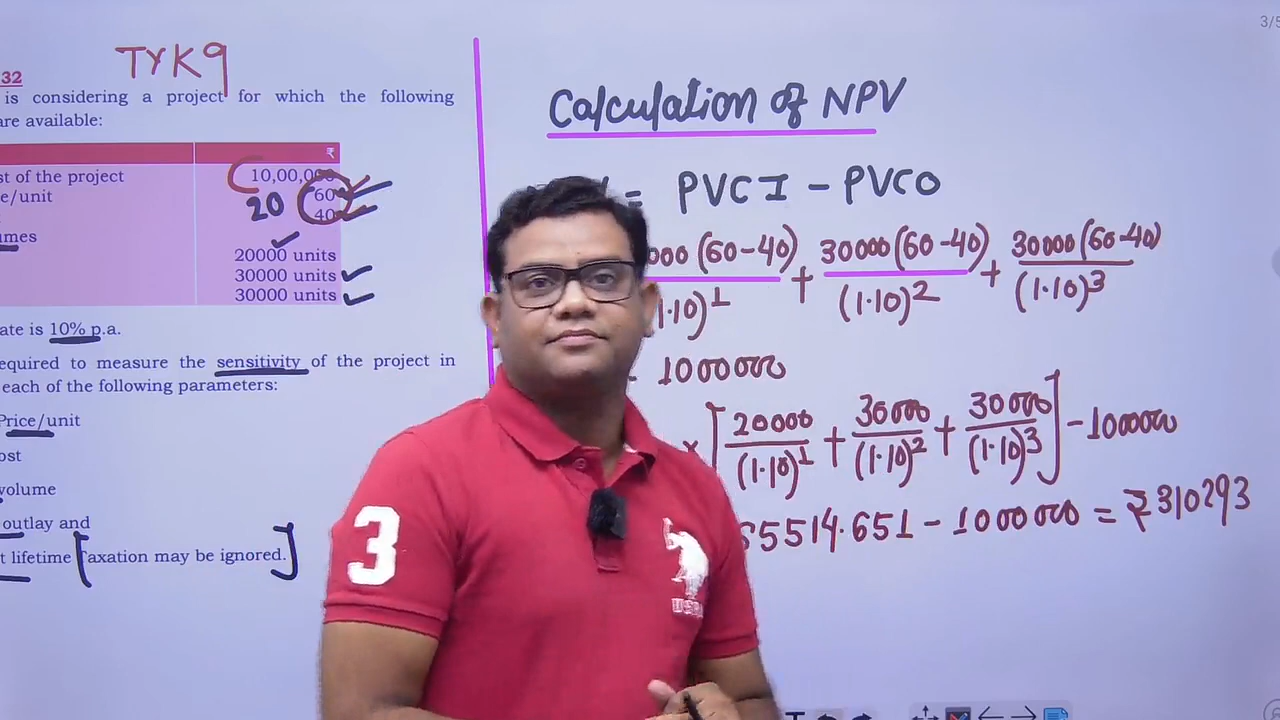 TYK9
32
is considering a project for which the following
are available:
₹
st of the project 10,00,000
e/unit 60
20 40
umes
20000 units
30000 units
30000 units
ate is 10% p.a.
equired to measure the sensitivity of the project in
each of the following parameters:
Price/unit
ost
volume
outlay and
t lifetime [Taxation may be ignored.]
3/5
Calculation of NPV
= PVCI - PVCO
000 (60-40) + 30000 (60-40) + 30000 (60-40)
1.10)^1 (1.10)^2 (1.10)^3
- 1000000
× [ 20000 + 30000 + 30000 ] - 1000000
(1.10)^1 (1.10)^2 (1.10)^3
65514.651 - 1000000 = ₹310293
3